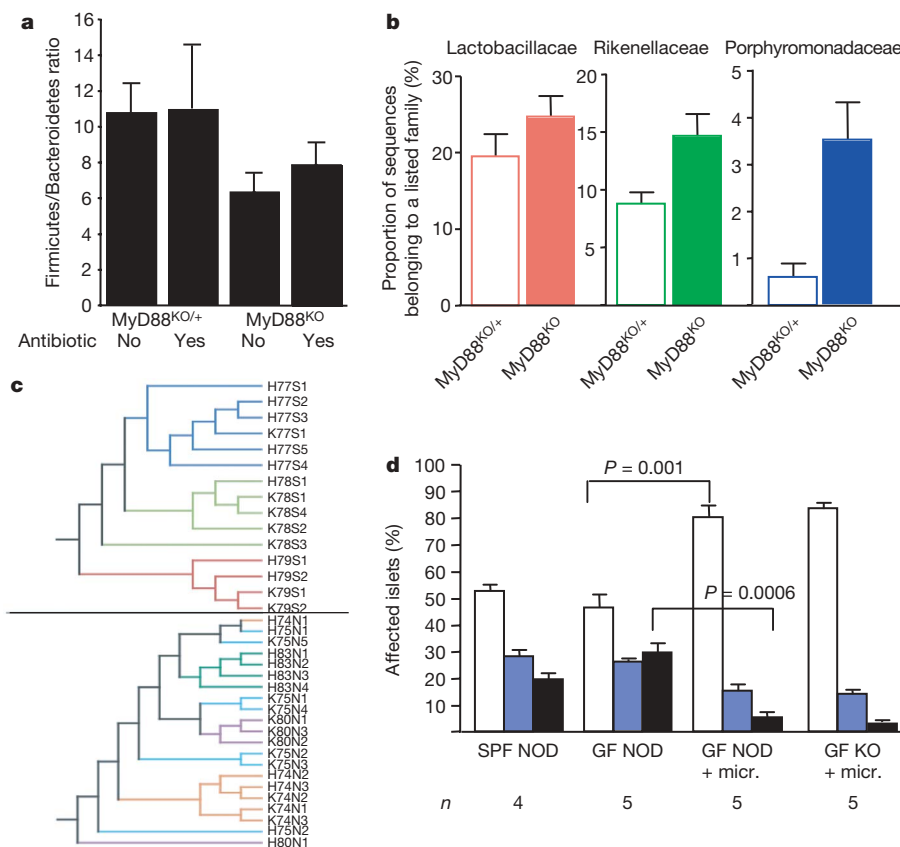 a
Firmicutes/Bacteroidetes ratio
16
14
12
10
8
6
4
2
0
MyD88KO/+ MyD88KO
Antibiotic No Yes No Yes
b
Proportion of sequences
belonging to a listed family (%)
Lactobacillacae Rikenellaceae Porphyromonadaceae
30
20
10
0
20
15
10
5
5
4
3
2
1
MyD88KO/+ MyD88KO MyD88KO/+ MyD88KO MyD88KO/+ MyD88KO
c
H77S1
H77S2
H77S3
K77S1
H77S5
H77S4
H78S1
K78S1
K78S4
K78S2
K78S3
H79S1
H79S2
K79S1
K79S2
H74N1
H75N1
K75N5
H83N1
H83N2
H83N3
H83N4
K75N1
K75N4
K80N1
K80N3
K80N2
K75N2
K75N3
H74N2
H74N3
K74N2
K74N1
K74N3
H75N2
H80N1
d
Affected islets (%)
100
90
80
70
60
50
40
30
20
10
P = 0.001
P = 0.0006
SPF NOD GF NOD GF NOD GF KO
+ micr. + micr.
n 4 5 5 5